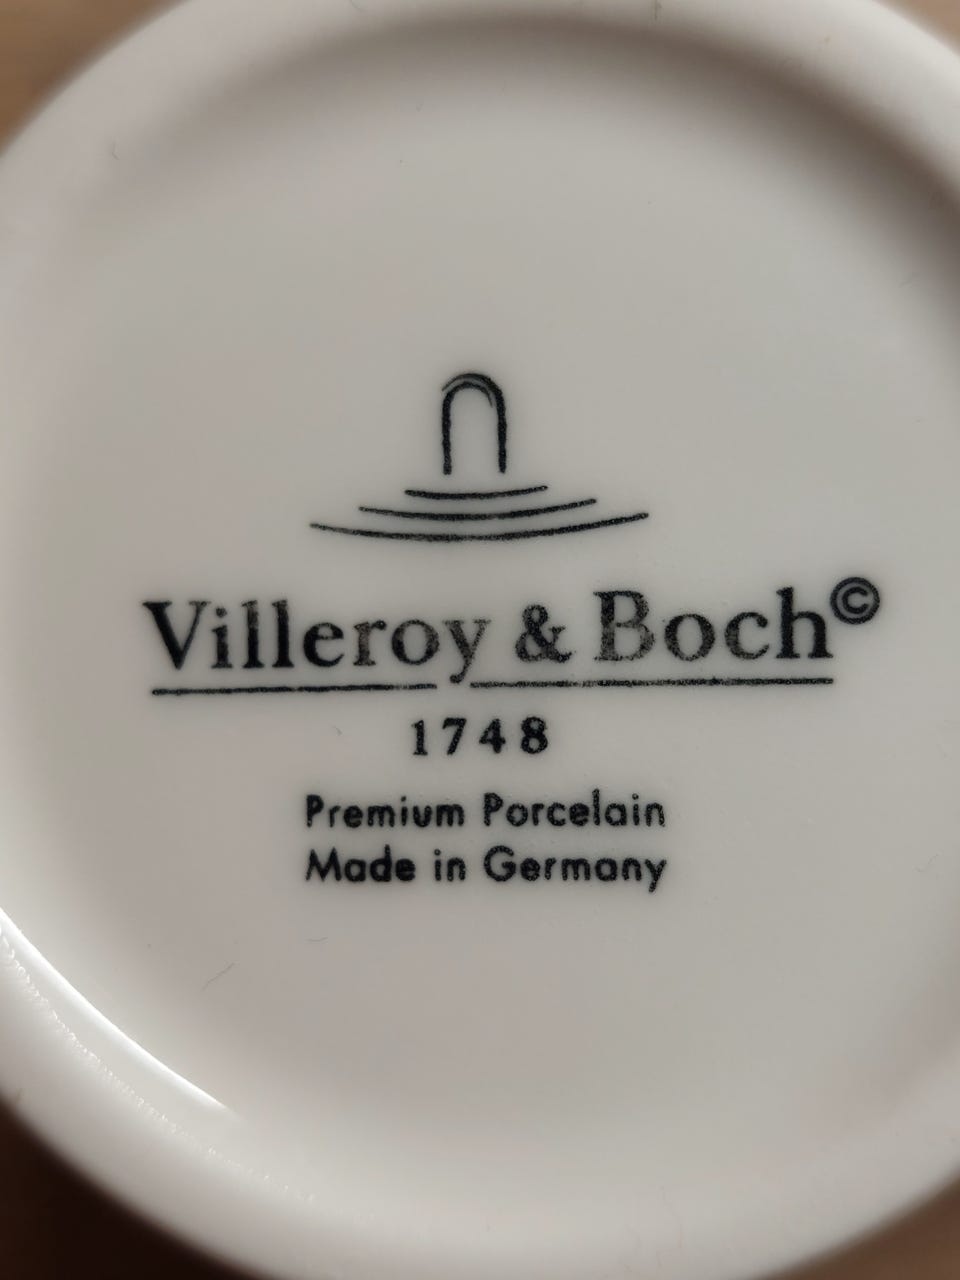 Villeroy & Boch©
1748
Premium Porcelain
Made in Germany